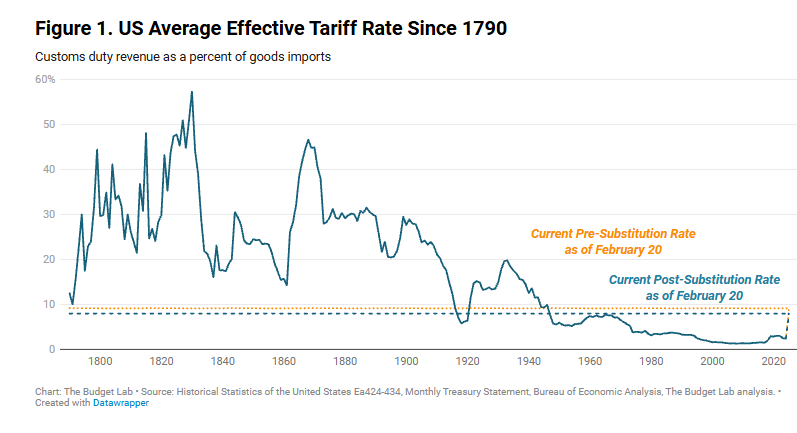 Figure 1. US Average Effective Tariff Rate Since 1790
Customs duty revenue as a percent of goods imports
60%
50
40
30
20
10
0
Current Pre-Substitution Rate
as of February 20
Current Post-Substitution Rate
as of February 20
1800 1820 1840 1860 1880 1900 1920 1940 1960 1980 2000 2020
Chart: The Budget Lab • Source: Historical Statistics of the United States Ea424-434, Monthly Treasury Statement, Bureau of Economic Analysis, The Budget Lab analysis. •
Created with Datawrapper